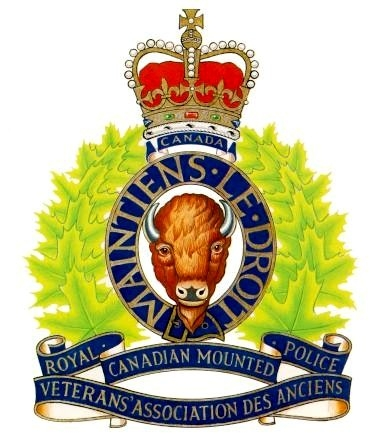 CANADA
MAINTIENS·LE·DROIT
ROYAL · CANADIAN MOUNTED · POLICE
VETERANS' ASSOCIATION DES ANCIENS